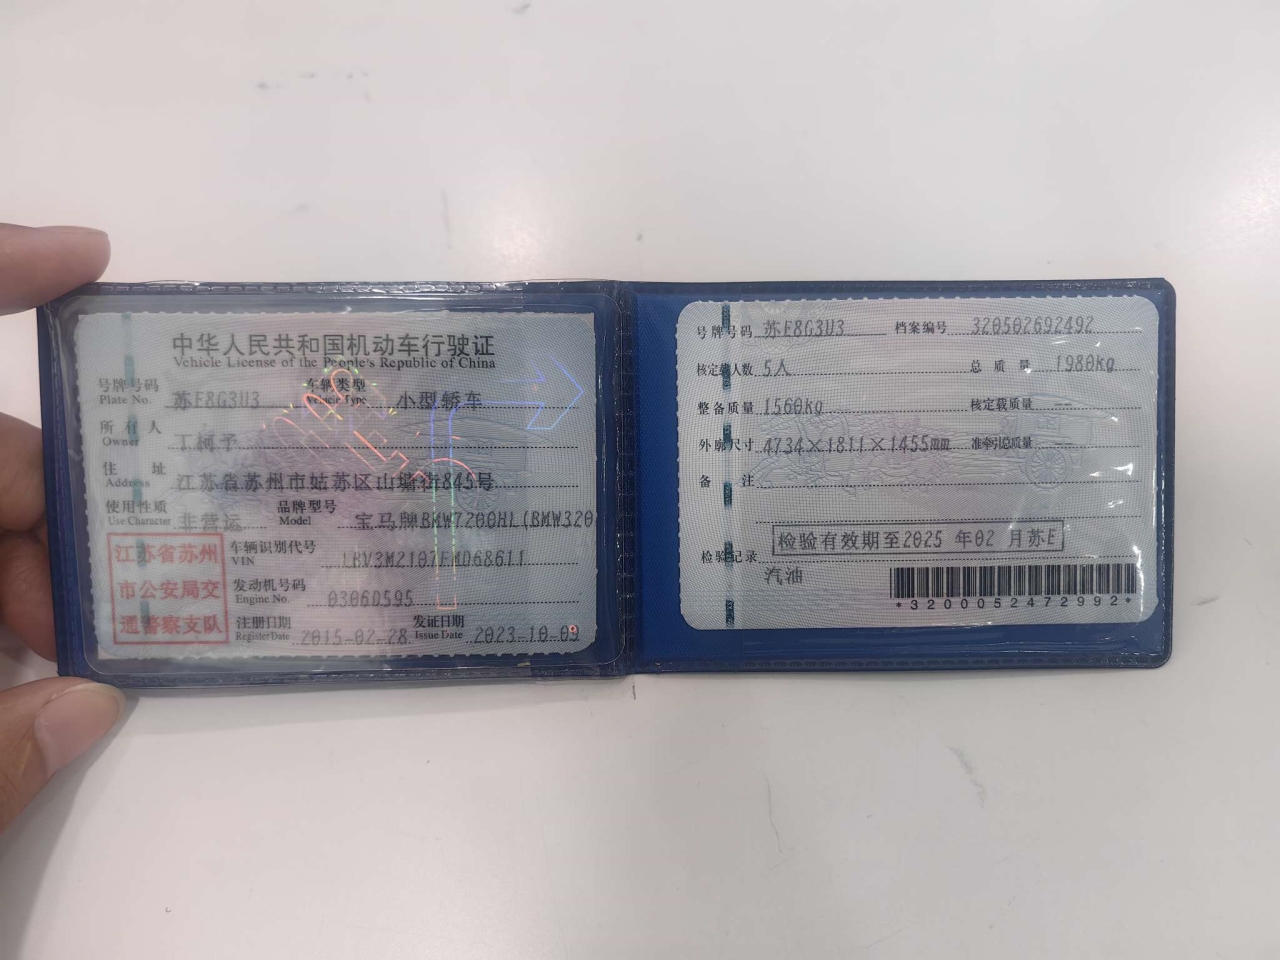 中华人民共和国机动车行驶证
Vehicle License of the People's Republic of China
号牌号码 苏F8G3U3 车辆类型 小型轿车
Plate No. Vehicle Type
所有人 丁柯予
Owner
住址 江苏省苏州市姑苏区山塘街845号
Address
使用性质 非营运 品牌型号 宝马牌BMW7200HL(BMW320
Use Character Model
江苏省苏州
市公安局交
通警察支队
车辆识别代号 LBV3M2107FMD68611
VIN
发动机号码 0306D595
Engine No.
注册日期 2015-02-28 发证日期 2023-10-09
Register Date Issue Date
号牌号码 苏F8G3U3 档案编号 320502692492
核定载人数 5人 总质量 1980kg
整备质量 1560kg 核定载质量 --
外廓尺寸 4734×1811×1455mm 准牵引总质量 --
备注
检验记录 检验有效期至2025 年02 月苏E
汽油
*3200052472992*